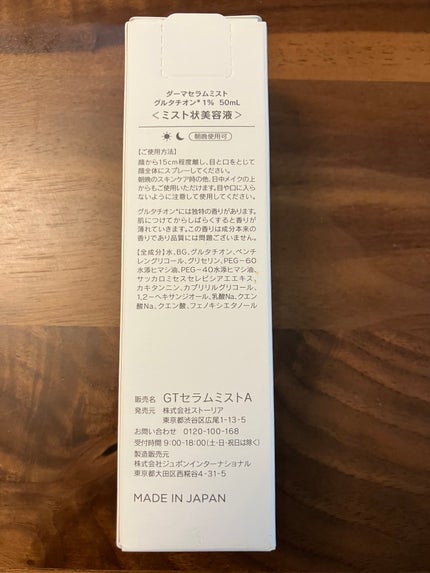 ダーマセラムミスト
グルタチオン*1% 50mL
＜ミスト状美容液＞
朝晩使用可
【ご使用方法】
顔から15cm程度離し、目と口をとじて
顔全体にスプレーしてください。
朝晩のスキンケア時の他、日中メイクの上
からもご使用いただけます。目や口に入ら
ないように注意して使用してください。
グルタチオン*には独特の香りがあります。
肌につけてからしばらくすると香りが
薄れていきます。この香りは成分本来の
香りであり品質には問題ございません。
【全成分】水、BG、グルタチオン、ペンチ
レングリコール、グリセリン、PEG-60
水添ヒマシ油、PEG-40水添ヒマシ油、
サッカロミセスセレビシアエエキス、
カキタンニン、カプリリルグリコール、
1,2-ヘキサンジオール、乳酸Na、クエン
酸Na、クエン酸、フェノキシエタノール
販売名 GTセラムミストA
発売元 株式会社ストーリア
東京都渋谷区広尾1-13-5
お問い合わせ 0120-100-168
受付時間 9:00-18:00(土・日・祝日は除く)
製造販売元
株式会社ジュポンインターナショナル
東京都大田区西糀谷4-31-5
MADE IN JAPAN